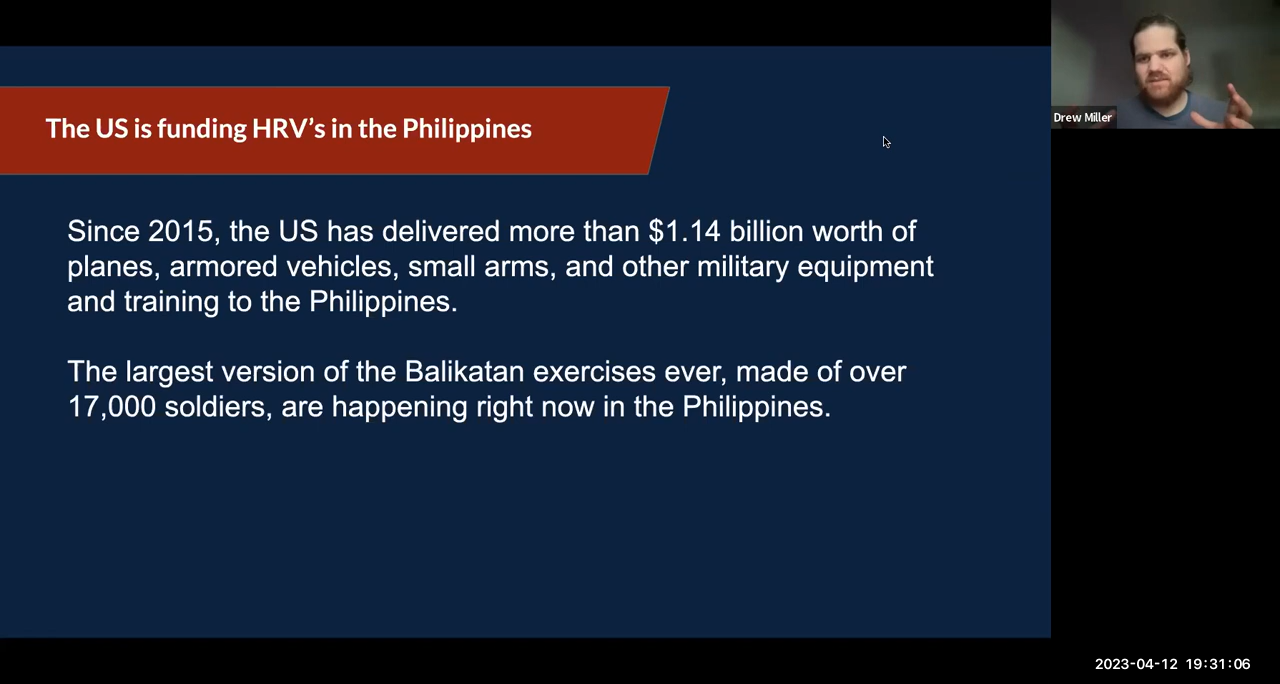 The US is funding HRV's in the Philippines
Drew Miller
Since 2015, the US has delivered more than $1.14 billion worth of
planes, armored vehicles, small arms, and other military equipment
and training to the Philippines.
The largest version of the Balikatan exercises ever, made of over
17,000 soldiers, are happening right now in the Philippines.
2023-04-12 19:31:06